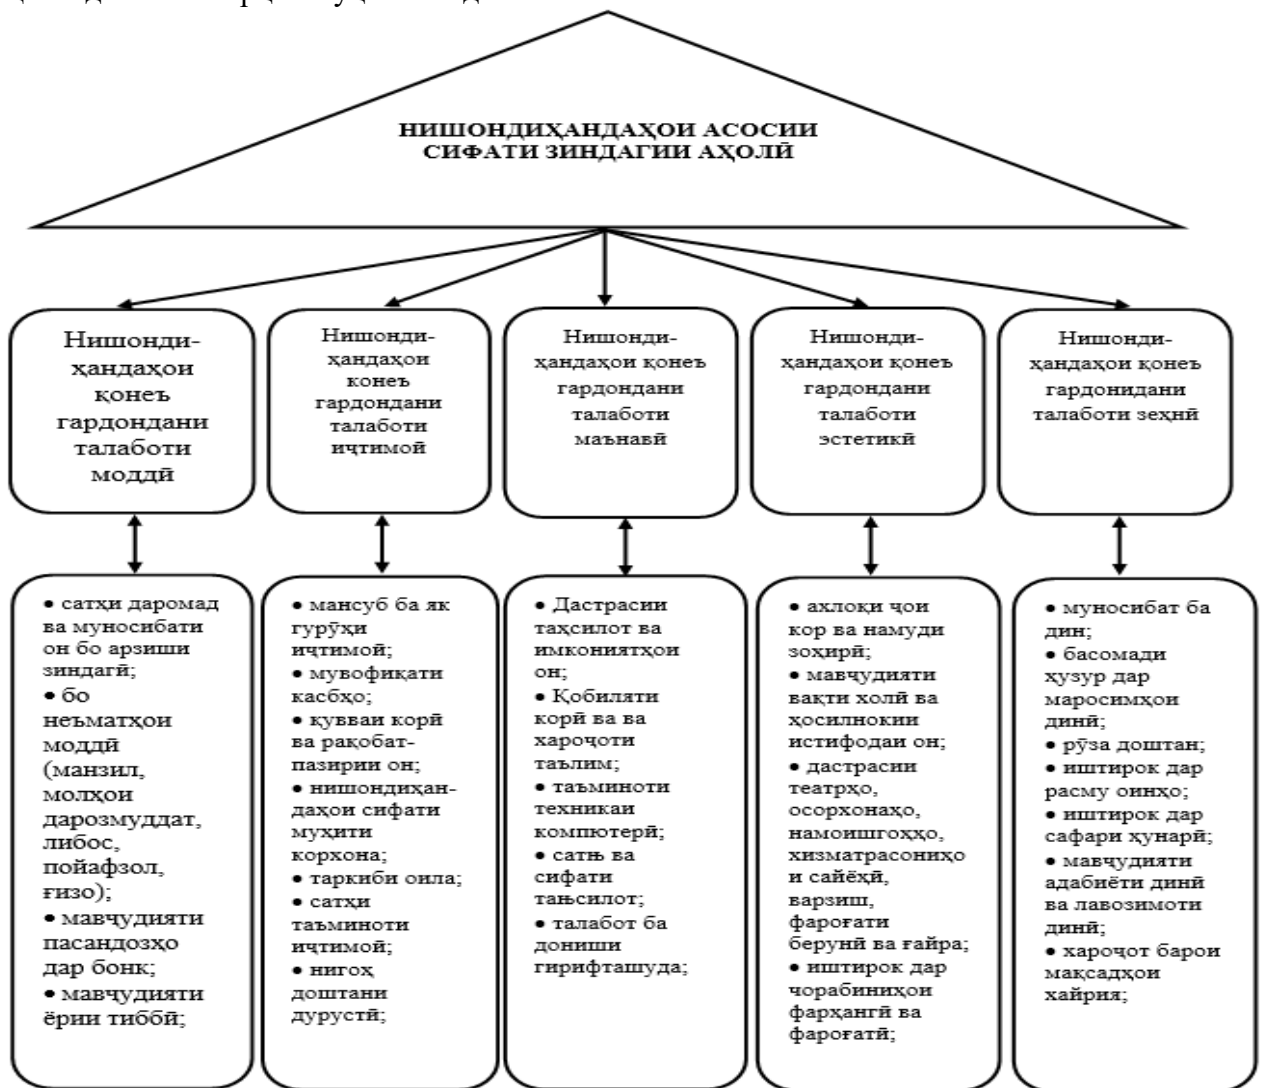 НИШОНДИҲАНДАҲОИ АСОСИИ
СИФАТИ ЗИНДАГИИ АҲОЛӢ
Нишонди-
ҳандаҳои
қонеъ
гардондани
талаботи
моддӣ
Нишонди-
ҳандаҳои
конеъ
гардондани
талаботи
иҷтимоӣ
Нишонди-
ҳандаҳои қонеъ
гардондани
талаботи
маънавӣ
Нишонди-
ҳандаҳои қонеъ
гардондани
талаботи
эстетикӣ
Нишонди-
ҳандаҳои қонеъ
гардонидани
талаботи зеҳнӣ
• сатҳи даромад
ва муносибати
он бо арзиши
зиндагӣ;
• бо
неъматҳои
моддӣ
(манзил,
молҳои
дарозмуддат,
либос,
пойафзол,
ғизо);
• мавҷудияти
пасандозҳо
дар бонк;
• мавҷудияти
ёрии тиббӣ;
• мансуб ба як
гурӯҳи
иҷтимоӣ;
• мувофиқати
касбҳо;
• қувваи корӣ
ва рақобат-
пазирии он;
• нишондиҳан-
даҳои сифати
муҳити
корхона;
• таркиби оила;
• сатҳи
таъминоти
иҷтимоӣ;
• нигоҳ
доштани
дурустӣ;
• Дастрасии
таҳсилот ва
имкониятҳои
он;
• Қобиляти
корӣ ва ва
хароҷоти
таълим;
• таъминоти
техникаи
компютерӣ;
• сатњ ва
сифати
тањсилот;
• талабот ба
дониши
гирифташуда;
• ахлоқи ҷои
кор ва намуди
зоҳирӣ;
• мавҷудияти
вақти холӣ ва
ҳосилнокии
истифодаи он;
• дастрасии
театрҳо,
осорхонаҳо,
намоишгоҳҳо,
хизматрасониҳо
и сайёҳӣ,
варзиш,
фароғати
берунӣ ва ғайра;
• иштирок дар
чорабиниҳои
фарҳангӣ ва
фароғатӣ;
• муносибат ба
дин;
• басомади
ҳузур дар
маросимҳои
динӣ;
• рӯза доштан;
• иштирок дар
расму оинҳо;
• иштирок дар
сафари ҳунарӣ;
• мавҷудияти
адабиёти динӣ
ва лавозимоти
динӣ;
• хароҷот барои
мақсадҳои
хайрия;